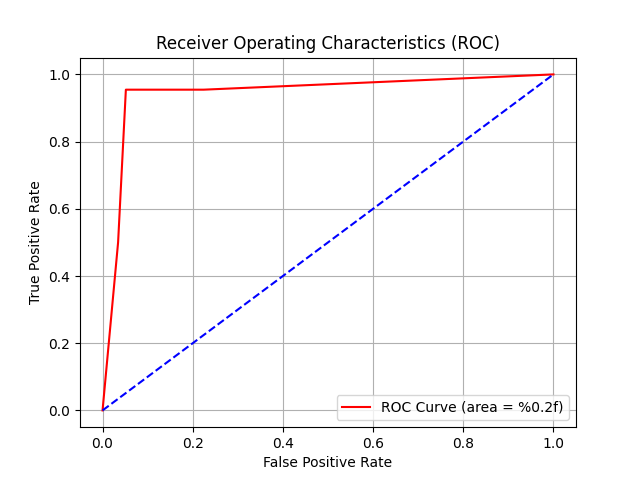 Receiver Operating Characteristics (ROC)
1.0
0.8
0.6
0.4
0.2
0.0
True Positive Rate
ROC Curve (area = %0.2f)
0.0 0.2 0.4 0.6 0.8 1.0
False Positive Rate